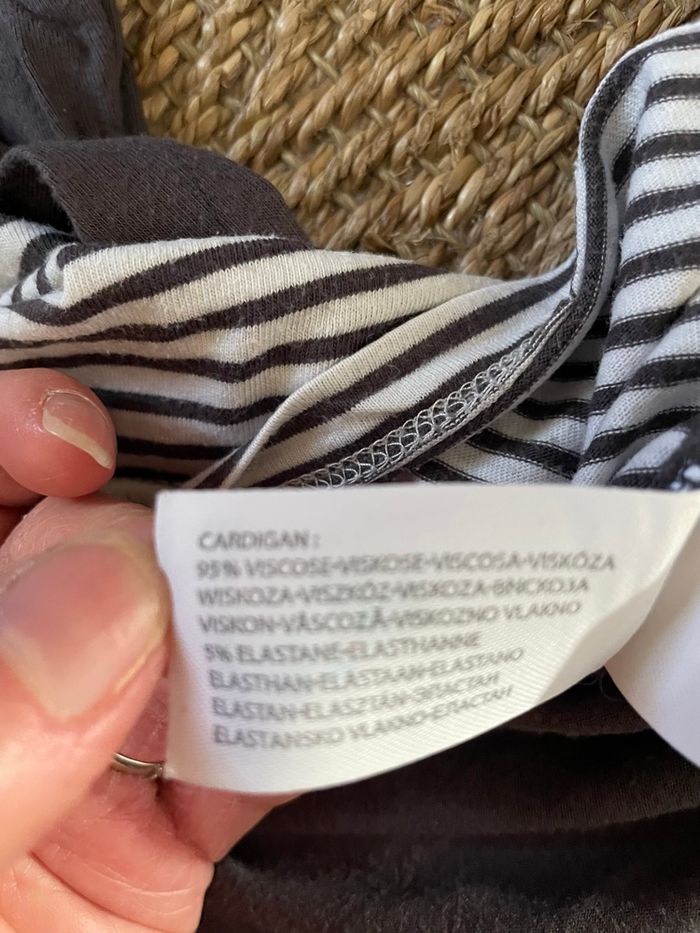 CARDIGAN:
95% VISCOSE-VISKOSE-VISCOSA-VISKÓZA
WISKOZA-VISZKÓZ-VISKOZA-ВИСКОЗА
VISKON-VÂSCOZĂ-VISKOZNO VLAKNO
5% ELASTANE-ELASTHANNE
ELASTHAN-ELASTAAN-ELASTANO
ELASTAN-ELASZTÁN-ЭЛАСТАН
ELASTANSKO VLAKNO-ЕЛАСТАН